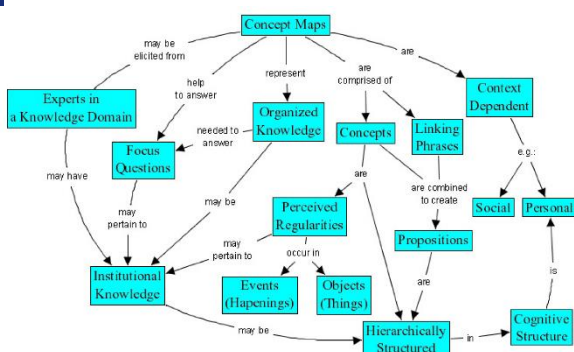 Concept Maps
may be
elicited from
help
to answer
represent
are
comprised of
are
Experts in
a Knowledge Domain
Organized
Knowledge
Concepts
Linking
Phrases
Context
Dependent
needed to
answer
Focus
Questions
e.g.:
may have
are
are combined
to create
may
pertain to
may be
Perceived
Regularities
Social
Personal
may
pertain to
occur in
Propositions
Institutional
Knowledge
Events
(Hapenings)
Objects
(Things)
are
is
may be
Hierarchically
Structured
in
Cognitive
Structure